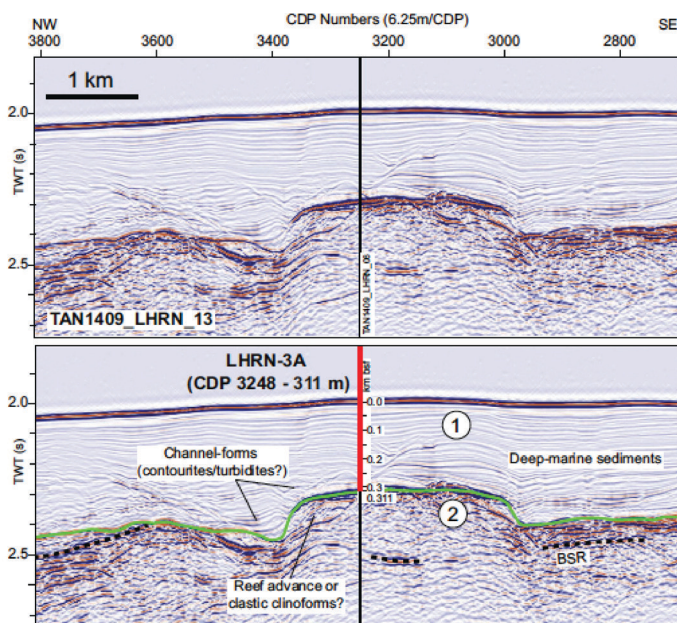 NW
CDP Numbers (6.25m/CDP)
SE
3800
3600
3400
3200
3000
2800
1 km
2.0
TWT (s)
2.5
TAN1409_LHRN_13
TAN1409_LHRN_06
LHRN-3A
(CDP 3248 - 311 m)
km bsf
2.0
0.0
0.1
1
Channel-forms
(contourites/turbidites?)
Deep-marine sediments
TWT (s)
0.2
0.3
0.311
2
2.5
BSR
Reef advance or
clastic clinoforms?